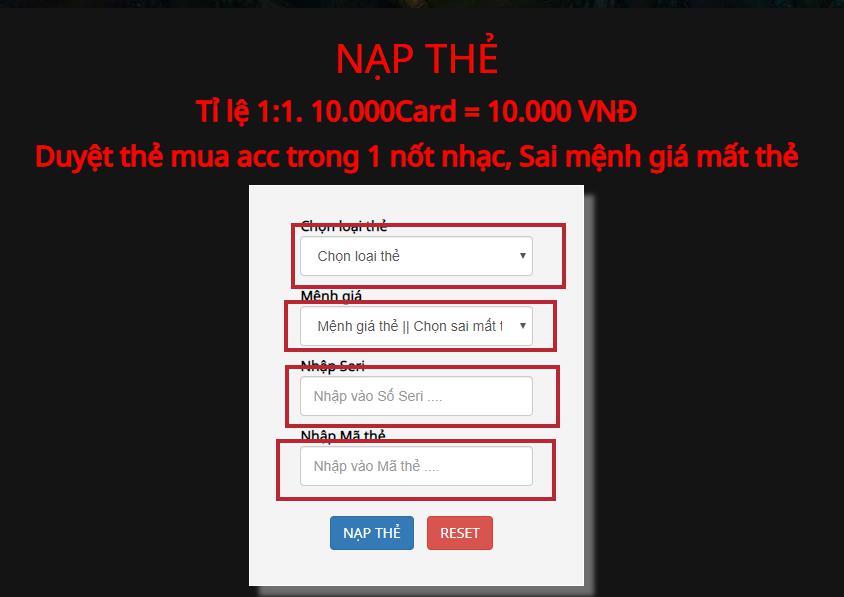 NẠP THẺ
Tỉ lệ 1:1. 10.000Card = 10.000 VNĐ
Duyệt thẻ mua acc trong 1 nốt nhạc, Sai mệnh giá mất thẻ
Chọn loại thẻ
Chọn loại thẻ
Mệnh giá
Mệnh giá thẻ || Chọn sai mất t
Nhập Seri
Nhập vào Số Seri ....
Nhập Mã thẻ
Nhập vào Mã thẻ ....
NẠP THẺ RESET